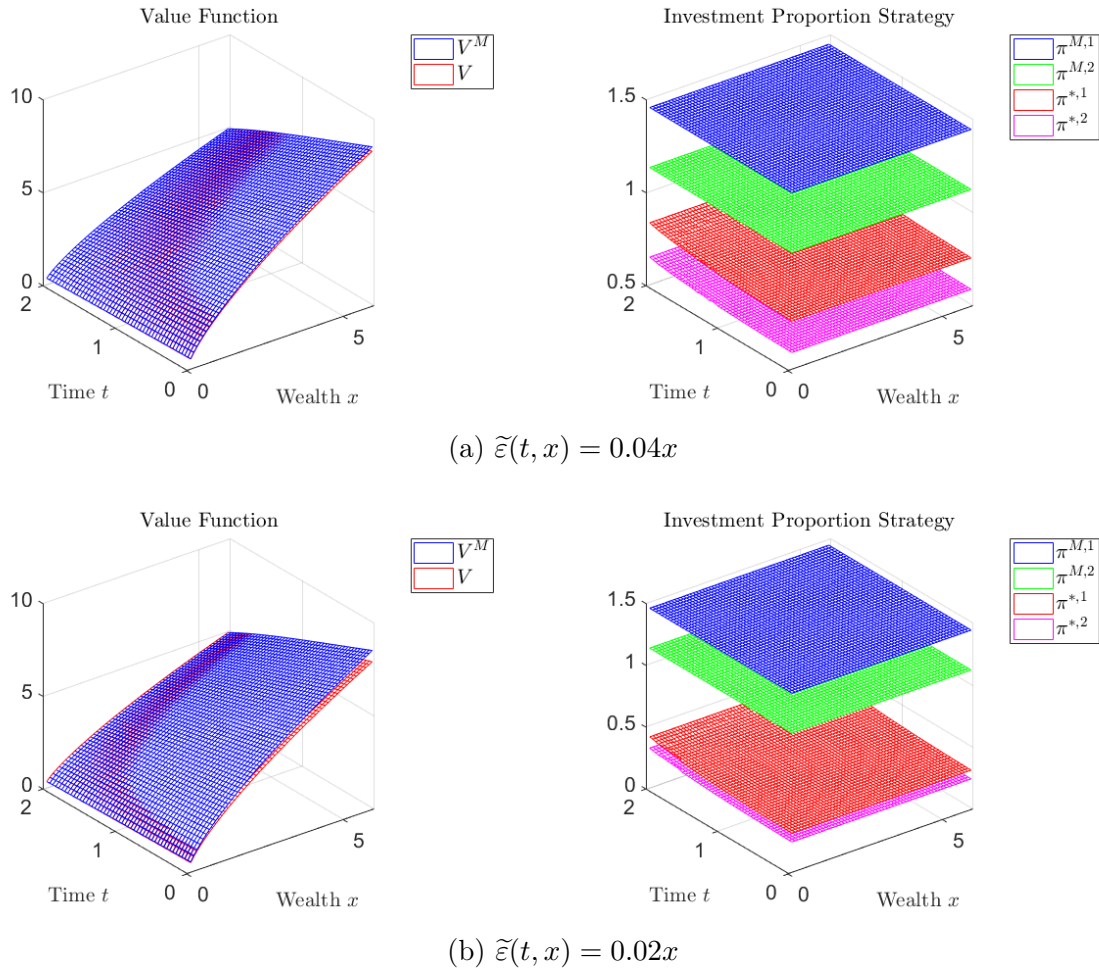 Value Function
V^M
V
10
5
0
2
1
0
0
5
Time t
Wealth x
Investment Proportion Strategy
π^{M,1}
π^{M,2}
π^{*,1}
π^{*,2}
1.5
1
0.5
2
1
0
0
5
Time t
Wealth x
(a) ε̃(t, x) = 0.04x
Value Function
V^M
V
10
5
0
2
1
0
0
5
Time t
Wealth x
Investment Proportion Strategy
π^{M,1}
π^{M,2}
π^{*,1}
π^{*,2}
1.5
1
0.5
0
2
1
0
0
5
Time t
Wealth x
(b) ε̃(t, x) = 0.02x